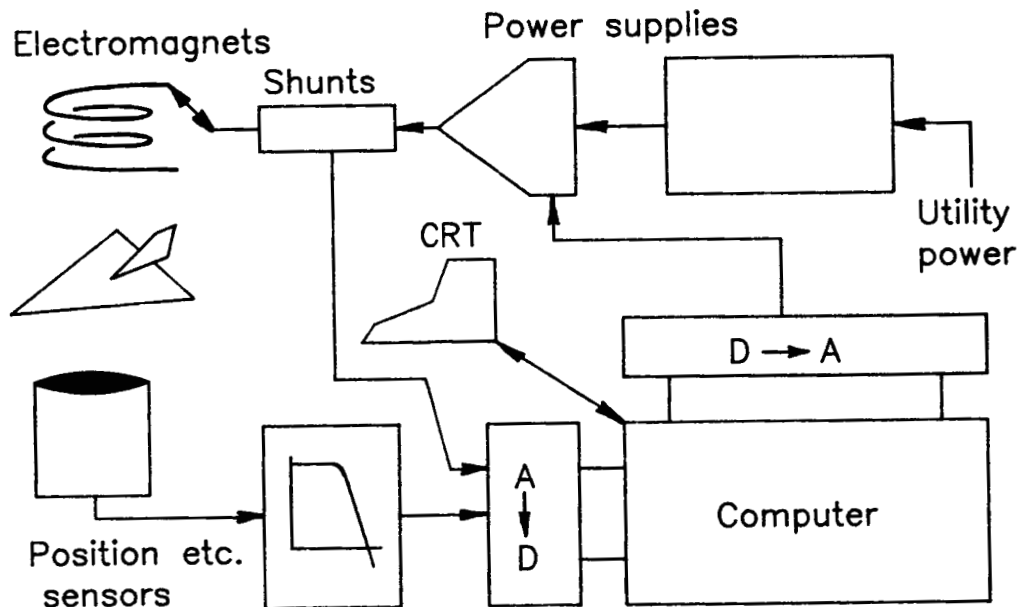 Power supplies
Electromagnets
Shunts
Utility
power
CRT
D → A
A
↓
D
Computer
Position etc.
sensors